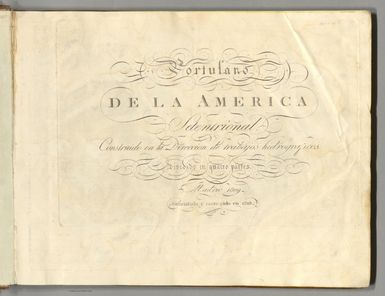 Portulano
DE LA AMERICA
Setentrional
Construido en la Direccion de trabajos hidrograficos
Dividido en quatro partes
Madrid 1809
Aumentado y corregido en 1818